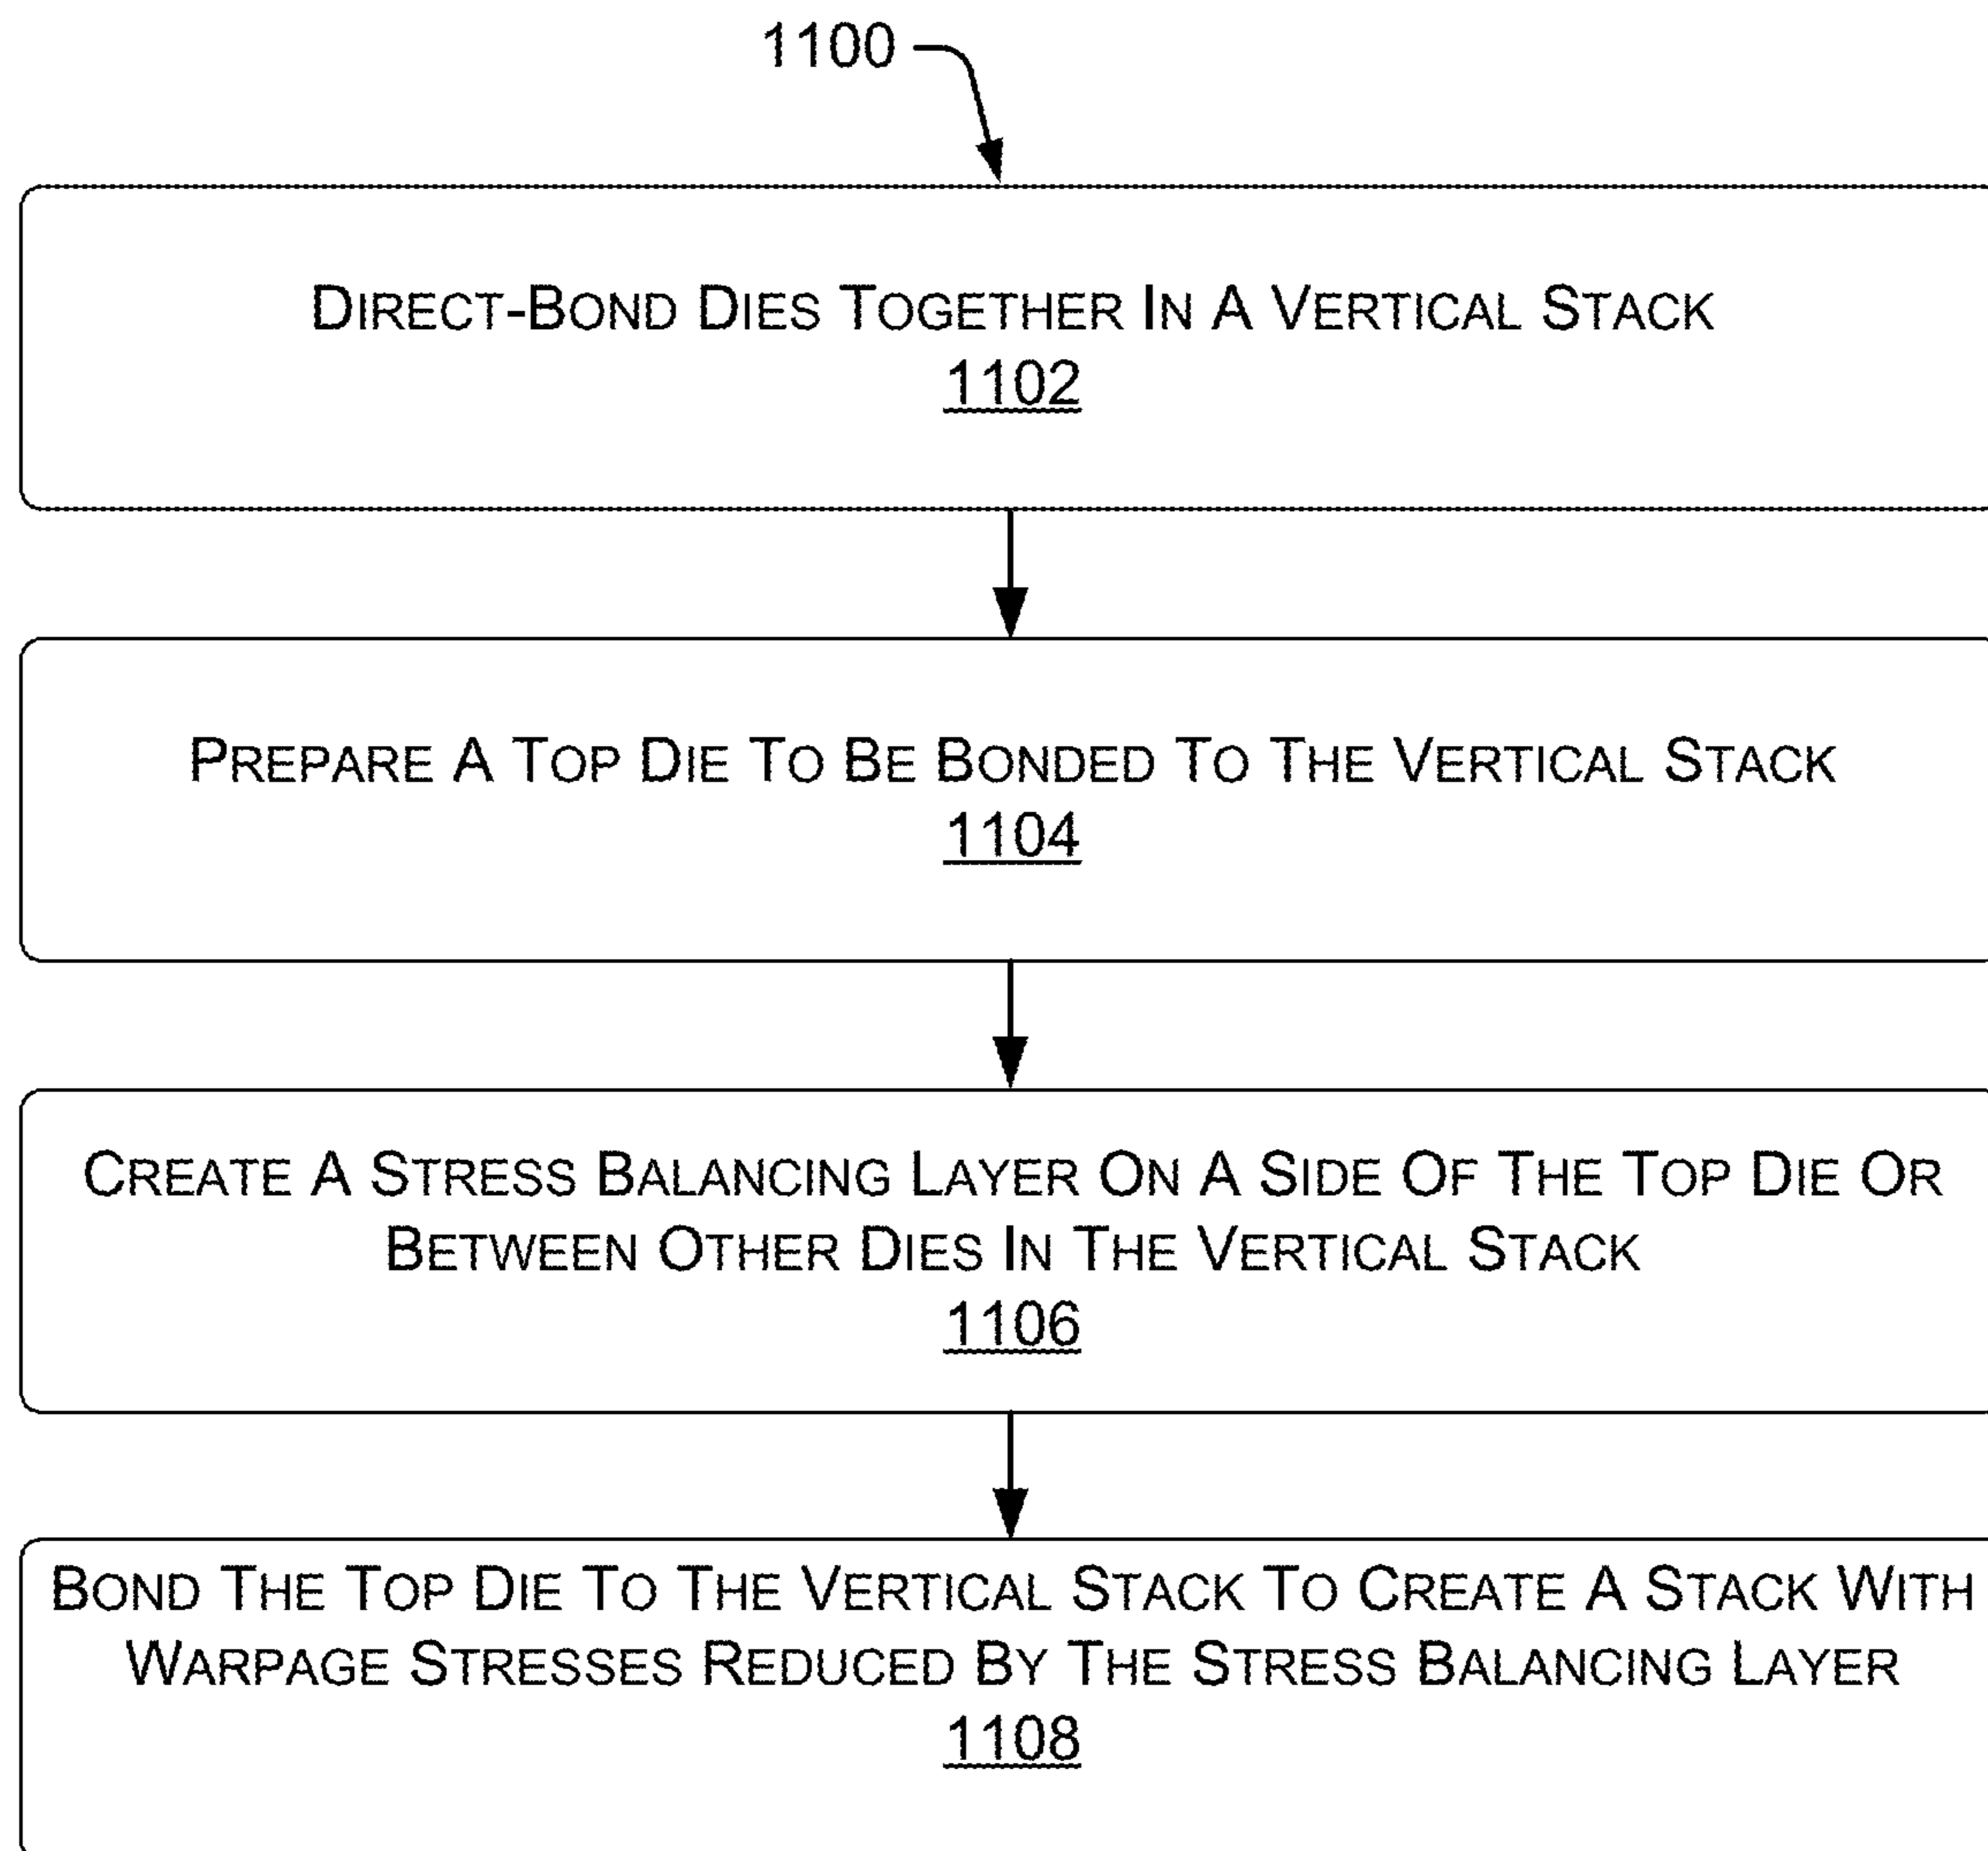 1100
DIRECT-BOND DIES TOGETHER IN A VERTICAL STACK
1102
PREPARE A TOP DIE TO BE BONDED TO THE VERTICAL STACK
1104
CREATE A STRESS BALANCING LAYER ON A SIDE OF THE TOP DIE OR
BETWEEN OTHER DIES IN THE VERTICAL STACK
1106
BOND THE TOP DIE TO THE VERTICAL STACK TO CREATE A STACK WITH
WARPAGE STRESSES REDUCED BY THE STRESS BALANCING LAYER
1108